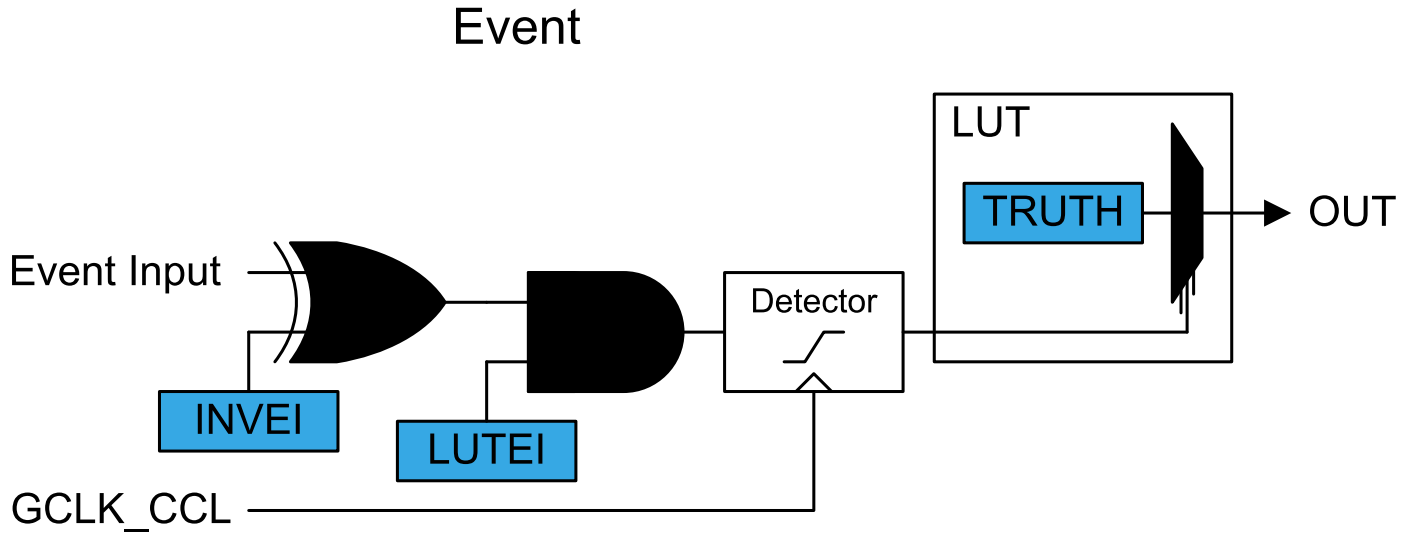 Event
LUT
TRUTH
OUT
Event Input
Detector
INVEI
LUTEI
GCLK_CCL